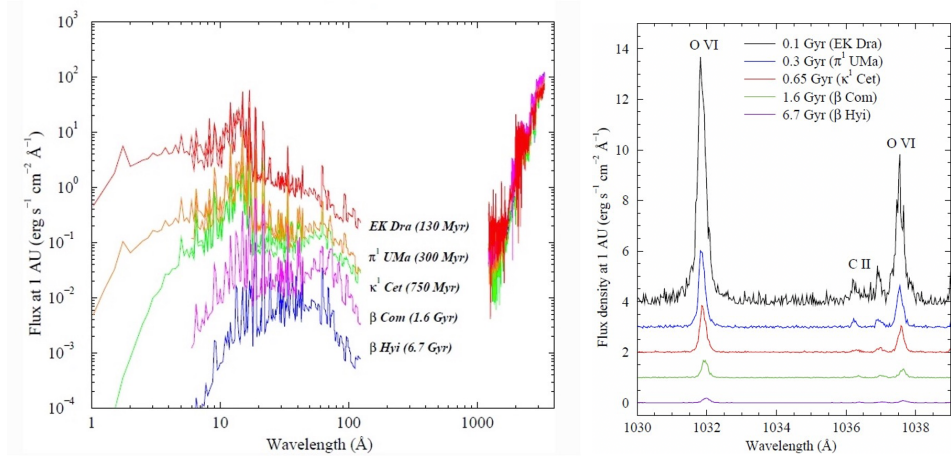 Flux at 1 AU (erg s⁻¹ cm⁻² Å⁻¹)
10³
10²
10¹
10⁰
10⁻¹
10⁻²
10⁻³
10⁻⁴
EK Dra (130 Myr)
π¹ UMa (300 Myr)
κ¹ Cet (750 Myr)
β Com (1.6 Gyr)
β Hyi (6.7 Gyr)
1 10 100 1000
Wavelength (Å)
Flux density at 1 AU (erg s⁻¹ cm⁻² Å⁻¹)
14
12
10
8
6
4
2
0
O VI
0.1 Gyr (EK Dra)
0.3 Gyr (π¹ UMa)
0.65 Gyr (κ¹ Cet)
1.6 Gyr (β Com)
6.7 Gyr (β Hyi)
O VI
C II
1030 1032 1034 1036 1038
Wavelength (Å)